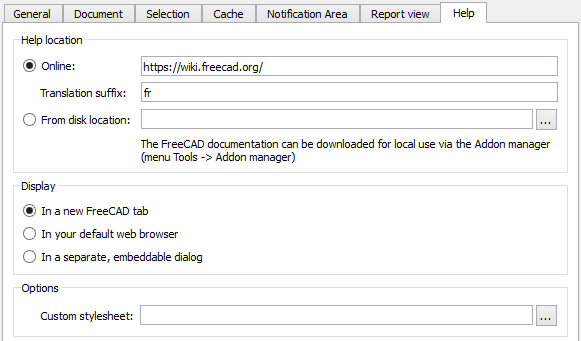 General Document Selection Cache Notification Area Report view Help
Help location
Online: https://wiki.freecad.org/
Translation suffix: fr
From disk location: ...
The FreeCAD documentation can be downloaded for local use via the Addon manager
(menu Tools -> Addon manager)
Display
In a new FreeCAD tab
In your default web browser
In a separate, embeddable dialog
Options
Custom stylesheet: ...